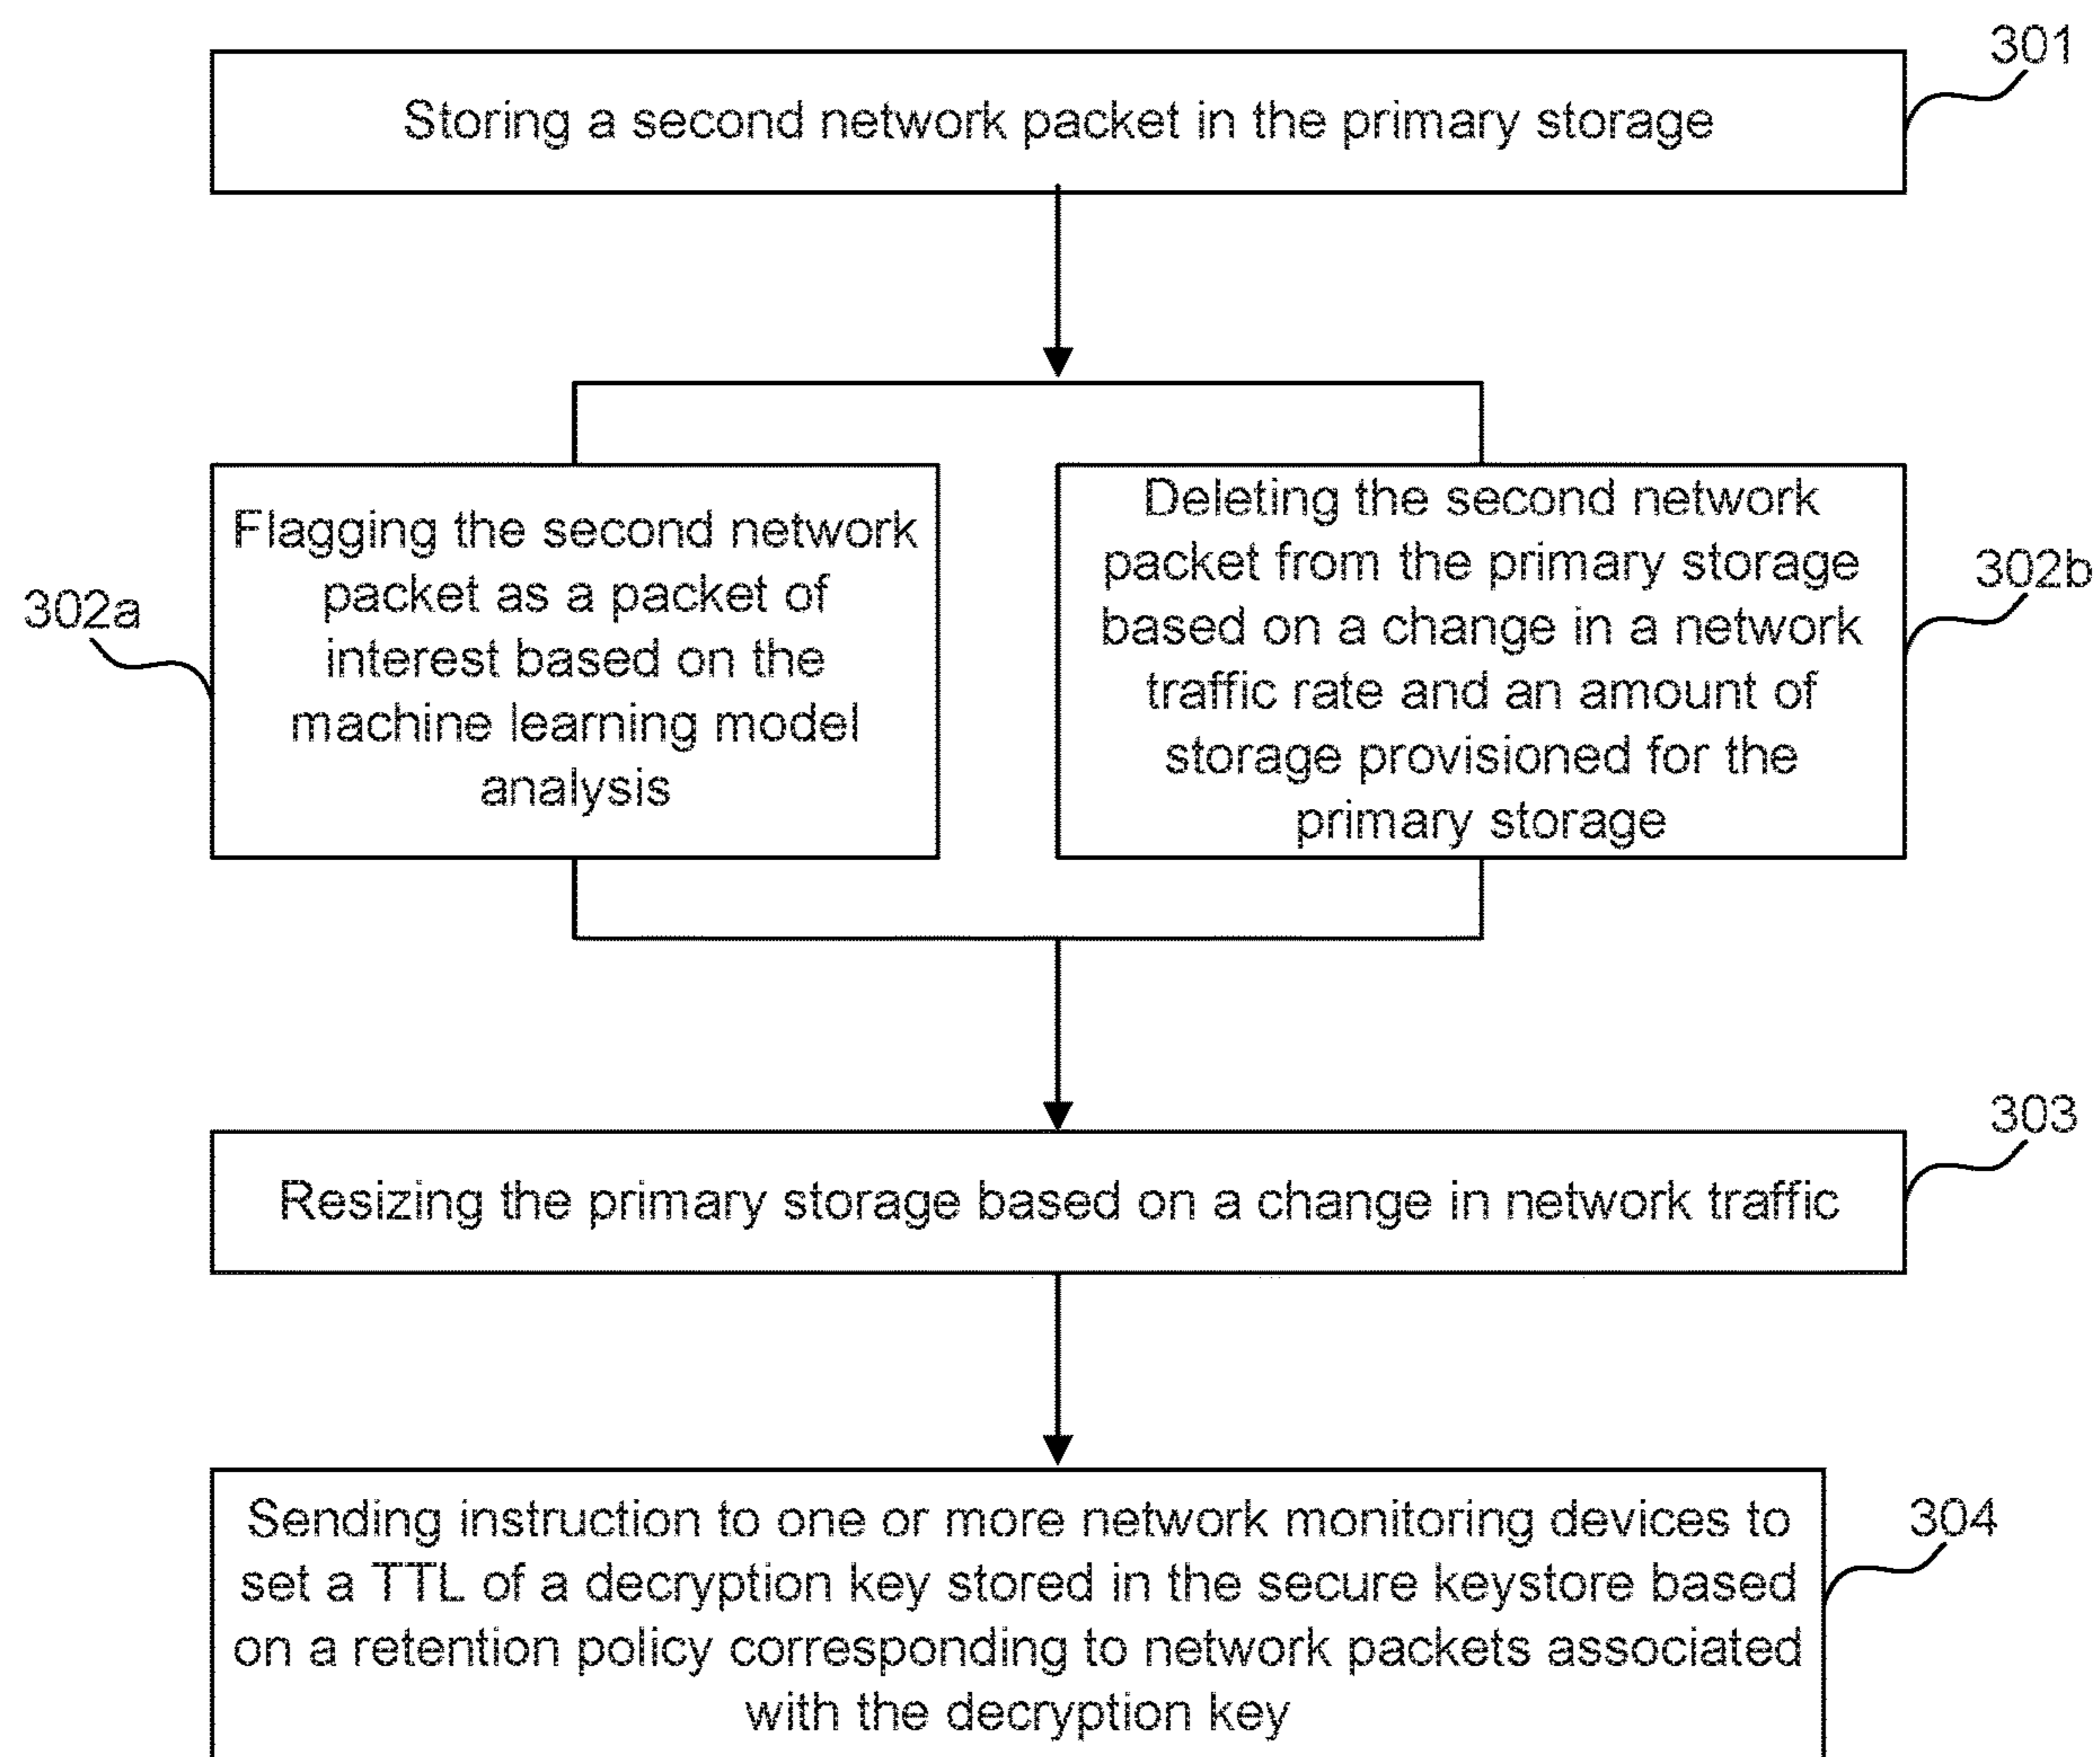 301
Storing a second network packet in the primary storage
302a
Flagging the second network
packet as a packet of
interest based on the
machine learning model
analysis
Deleting the second network
packet from the primary storage
based on a change in a network
traffic rate and an amount of
storage provisioned for the
primary storage
302b
303
Resizing the primary storage based on a change in network traffic
Sending instruction to one or more network monitoring devices to
set a TTL of a decryption key stored in the secure keystore based
on a retention policy corresponding to network packets associated
with the decryption key
304